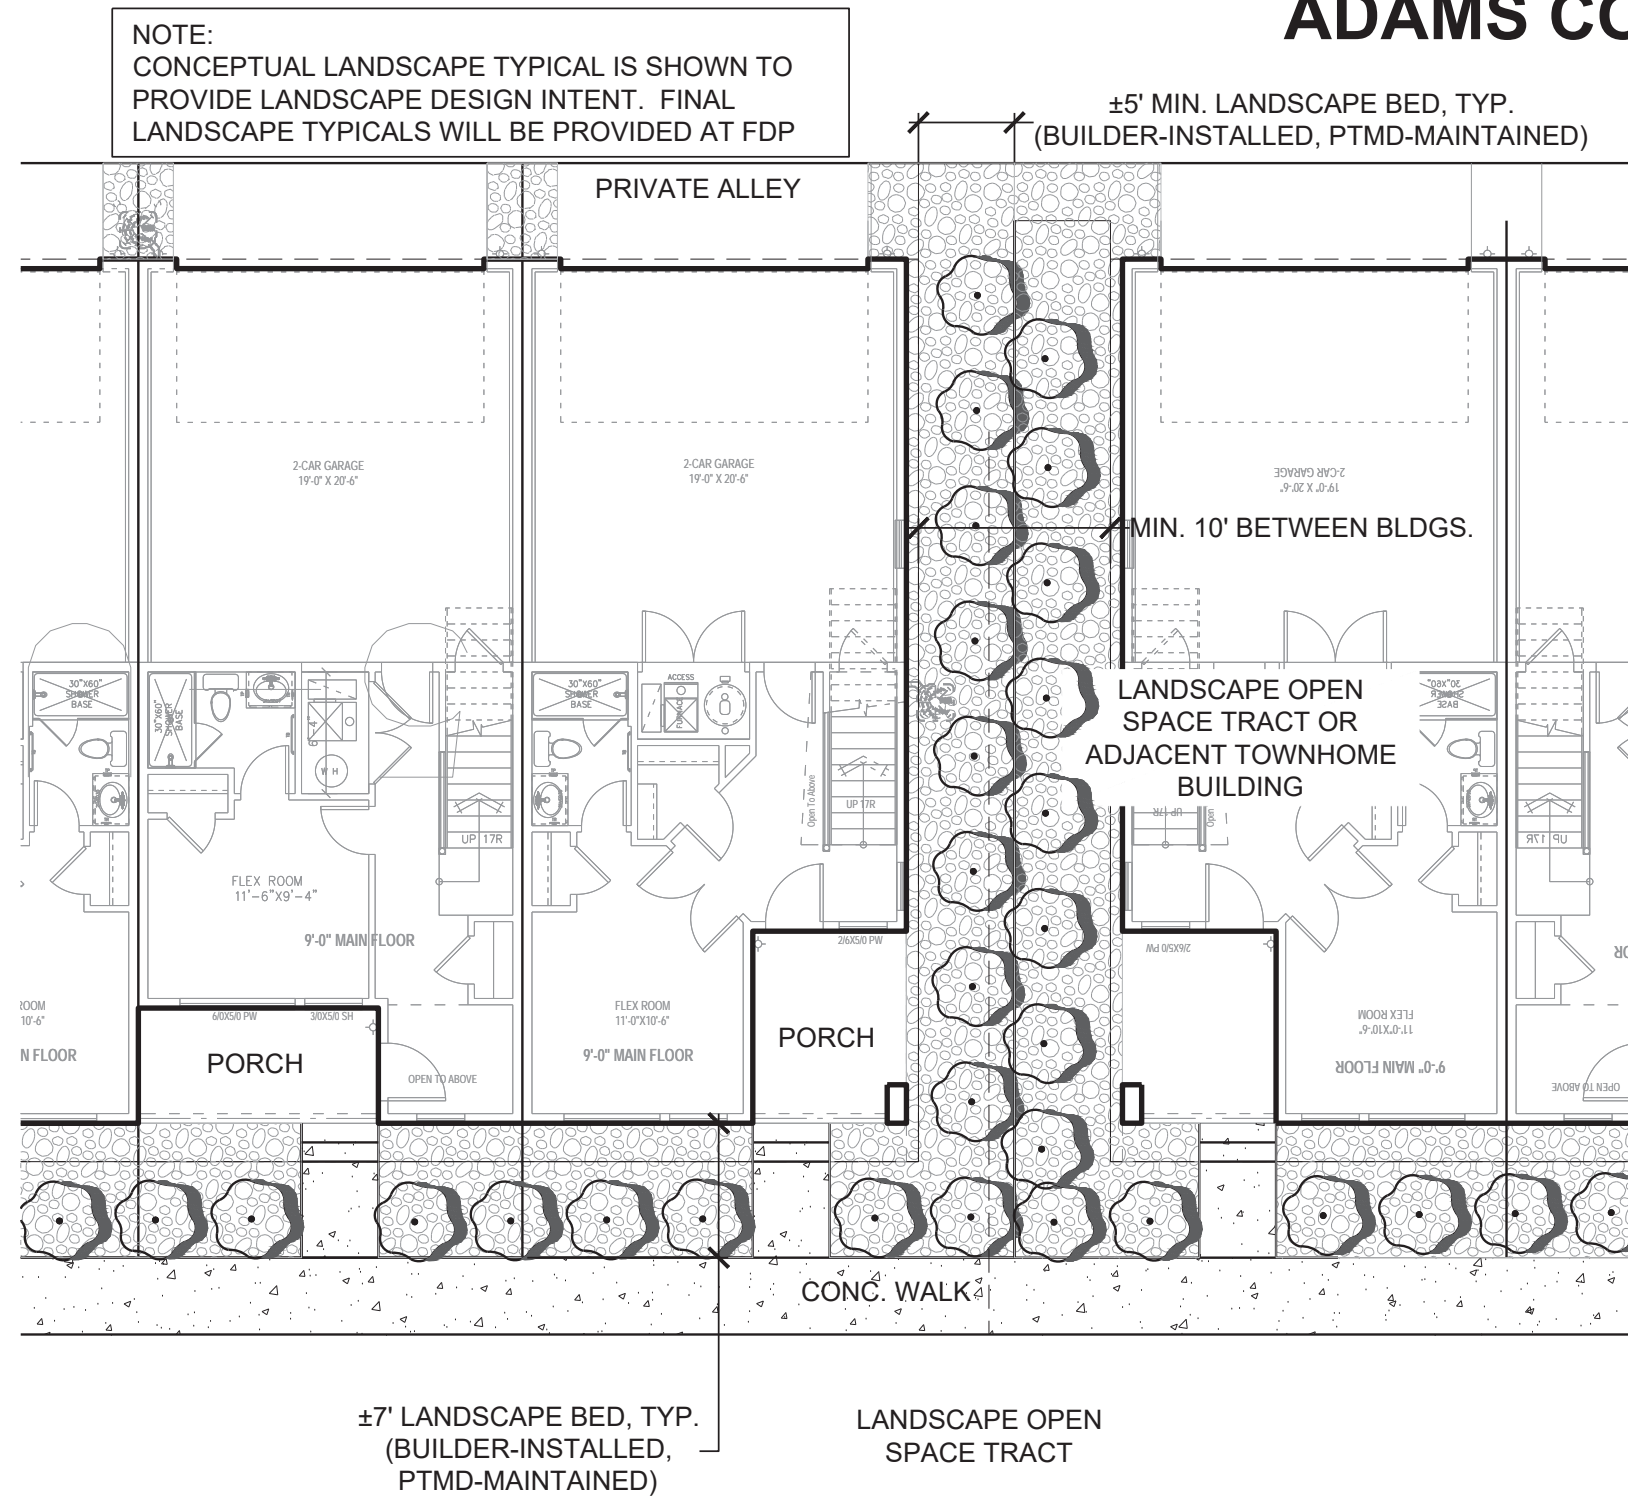 ADAMS CO
NOTE:
CONCEPTUAL LANDSCAPE TYPICAL IS SHOWN TO
PROVIDE LANDSCAPE DESIGN INTENT.  FINAL
LANDSCAPE TYPICALS WILL BE PROVIDED AT FDP
±5' MIN. LANDSCAPE BED, TYP.
(BUILDER-INSTALLED, PTMD-MAINTAINED)
PRIVATE ALLEY
2-CAR GARAGE
19'-0" X 20'-6"
2-CAR GARAGE
19'-0" X 20'-6"
2-CAR GARAGE
19'-0" X 20'-6"
MIN. 10' BETWEEN BLDGS.
30"X60"
SHOWER
BASE
30"X60"
SHOWER
BASE
30"X60"
SHOWER
BASE
ACCESS
FURNACE
W H
30"X60"
SHOWER
BASE
LANDSCAPE OPEN
SPACE TRACT OR
ADJACENT TOWNHOME
BUILDING
Open To Above
UP 17R
UP 17R
UP 17R
Open
UP 17R
FLEX ROOM
11'-6"X9'-4"
9'-0" MAIN FLOOR
2/6X5/0 PW
2/6X5/0 PW
OR
ROOM
10'-6"
N FLOOR
6/0X5/0 PW
3/0X5/0 SH
PORCH
OPEN TO ABOVE
FLEX ROOM
11'-0"X10'-6"
9'-0" MAIN FLOOR
PORCH
FLEX ROOM
11'-0"X10'-6"
9'-0" MAIN FLOOR
OPEN TO ABOVE
CONC. WALK
±7' LANDSCAPE BED, TYP.
(BUILDER-INSTALLED,
PTMD-MAINTAINED)
LANDSCAPE OPEN
SPACE TRACT